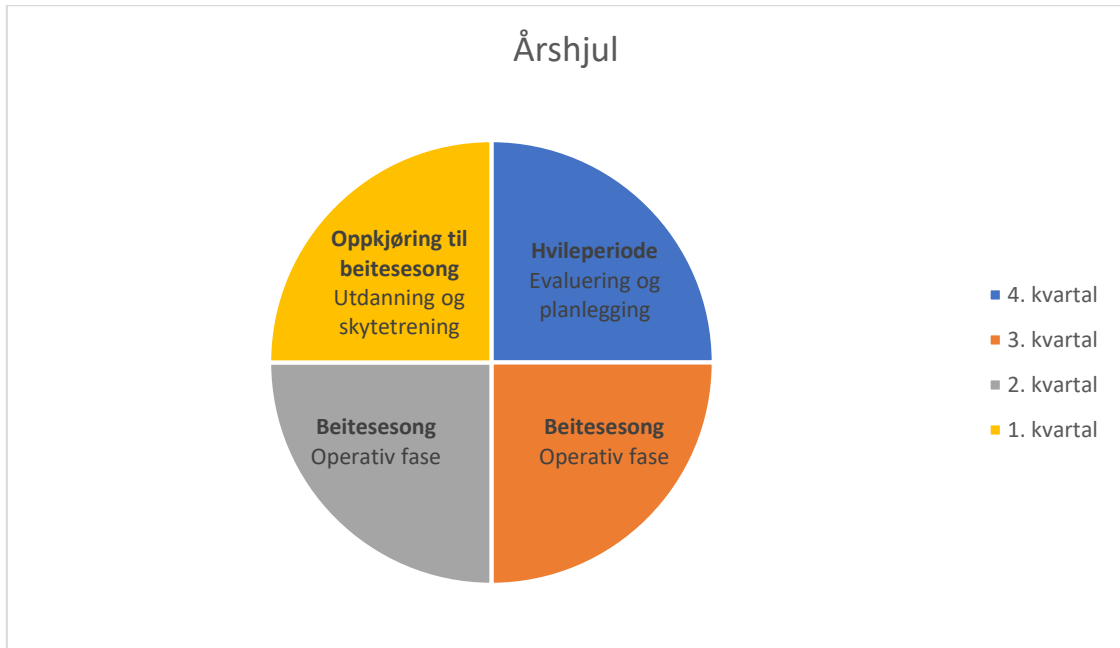 Årshjul
Oppkjøring til
beitesesong
Utdanning og
skytetrening
Hvileperiode
Evaluering og
planlegging
Beitesesong
Operativ fase
Beitesesong
Operativ fase
4. kvartal
3. kvartal
2. kvartal
1. kvartal